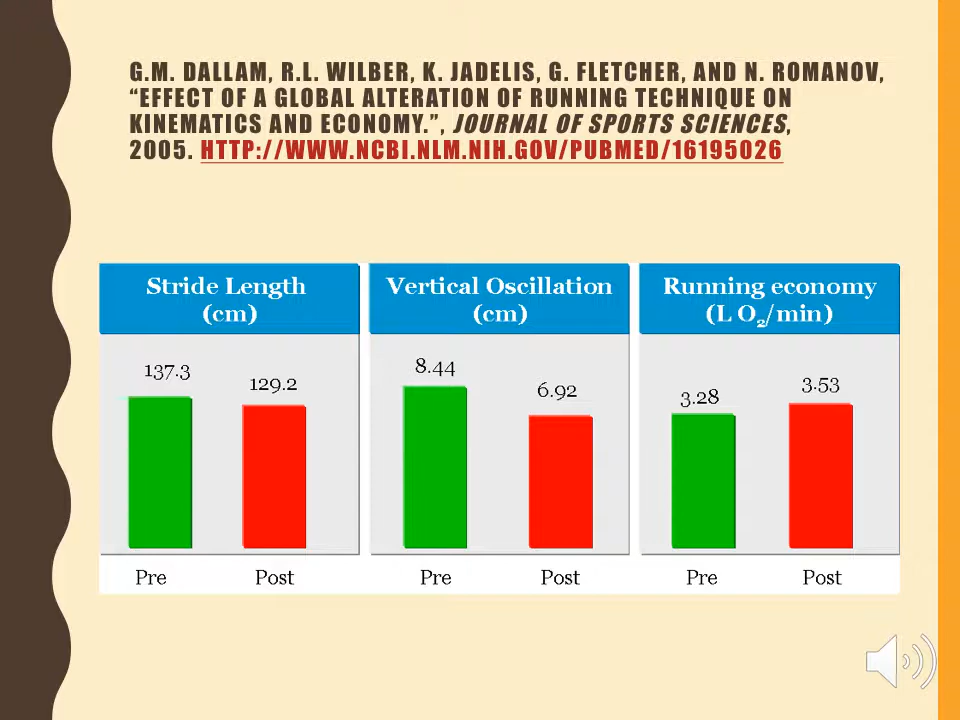 G.M. DALLAM, R.L. WILBER, K. JADELIS, G. FLETCHER, AND N. ROMANOV,
“EFFECT OF A GLOBAL ALTERATION OF RUNNING TECHNIQUE ON
KINEMATICS AND ECONOMY.”, JOURNAL OF SPORTS SCIENCES,
2005. HTTP://WWW.NCBI.NLM.NIH.GOV/PUBMED/16195026
Stride Length
(cm)
137.3
129.2
Pre
Post
Vertical Oscillation
(cm)
8.44
6.92
Pre
Post
Running economy
(L O₂/min)
3.28
3.53
Pre
Post